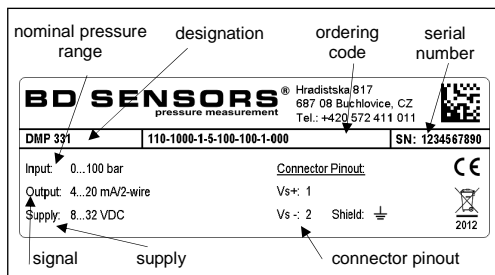 nominal pressure range
designation
ordering code
serial number
BD SENSORS®
pressure measurement
Hradistska 817
687 08 Buchlovice, CZ
Tel.: +420 572 411 011
DMP 331
110-1000-1-5-100-100-1-000
SN: 1234567890
Input: 0...100 bar
Output: 4...20 mA/2-wire
Supply: 8...32 VDC
Connector Pinout:
Vs+: 1
Vs -: 2 Shield:
CE
2012
signal
supply
connector pinout